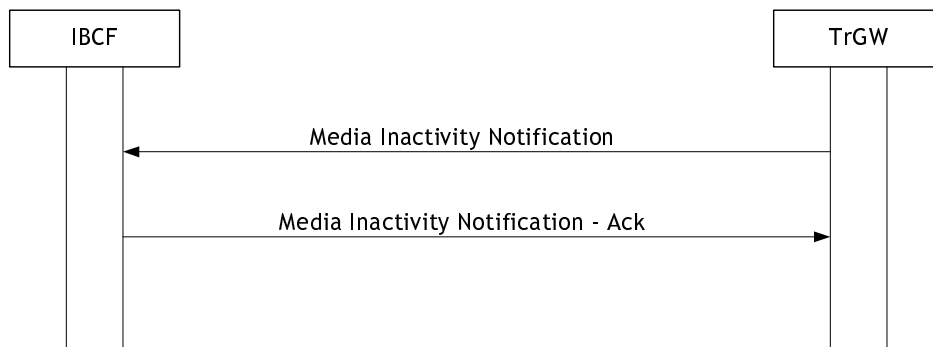 IBCF
TrGW
Media Inactivity Notification
Media Inactivity Notification - Ack